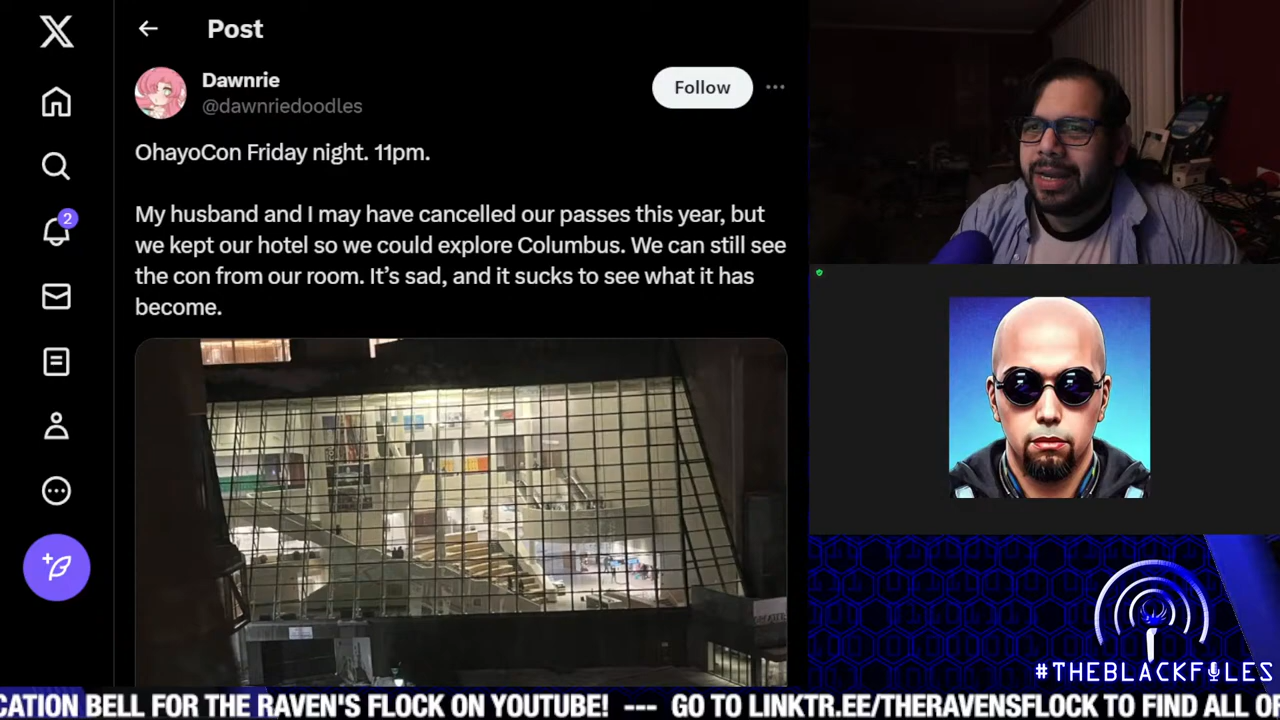 Post
Dawnrie
@dawnriedoodles
Follow
OhayoCon Friday night. 11pm.
My husband and I may have cancelled our passes this year, but
we kept our hotel so we could explore Columbus. We can still see
the con from our room. It’s sad, and it sucks to see what it has
become.
2
#THEBLACKFILES
CATION BELL FOR THE RAVEN'S FLOCK ON YOUTUBE! --- GO TO LINKTR.EE/THERAVENSFLOCK TO FIND ALL OF